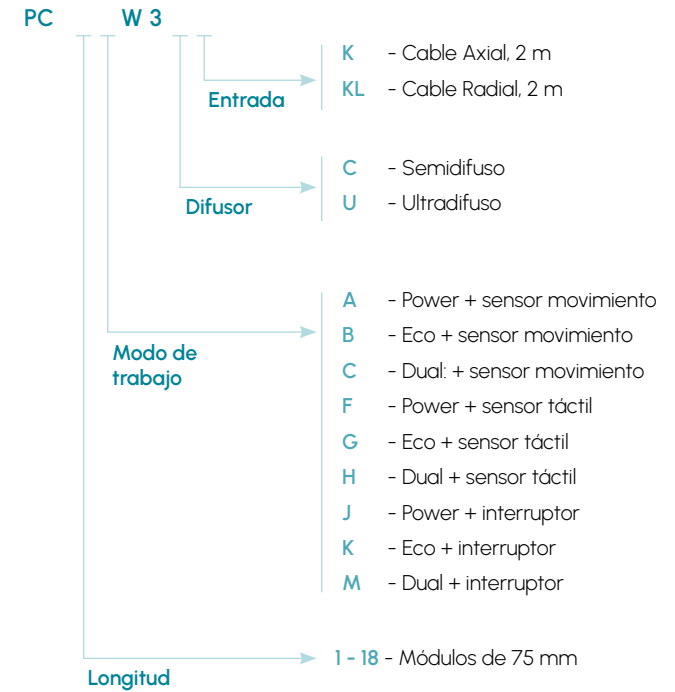 PC W 3
K - Cable Axial, 2 m
KL - Cable Radial, 2 m
Entrada
C - Semidifuso
U - Ultradifuso
Difusor
A - Power + sensor movimiento
B - Eco + sensor movimiento
C - Dual: + sensor movimiento
F - Power + sensor táctil
G - Eco + sensor táctil
H - Dual + sensor táctil
J - Power + interruptor
K - Eco + interruptor
M - Dual + interruptor
Modo de
trabajo
1 - 18 - Módulos de 75 mm
Longitud